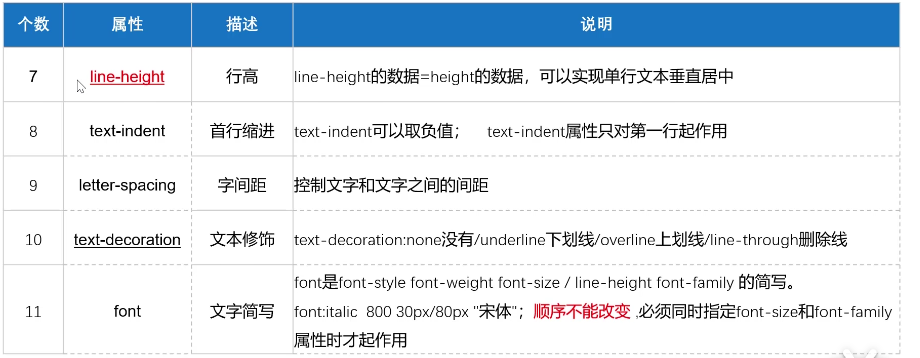 个数 属性 描述 说明
7 line-height 行高 line-height的数据=height的数据，可以实现单行文本垂直居中
8 text-indent 首行缩进 text-indent可以取负值； text-indent属性只对第一行起作用
9 letter-spacing 字间距 控制文字和文字之间的间距
10 text-decoration 文本修饰 text-decoration:none没有/underline下划线/overline上划线/line-through删除线
11 font 文字简写 font是font-style font-weight font-size / line-height font-family 的简写。
font:italic 800 30px/80px "宋体"； 顺序不能改变 ,必须同时指定font-size和font-family
属性时才起作用